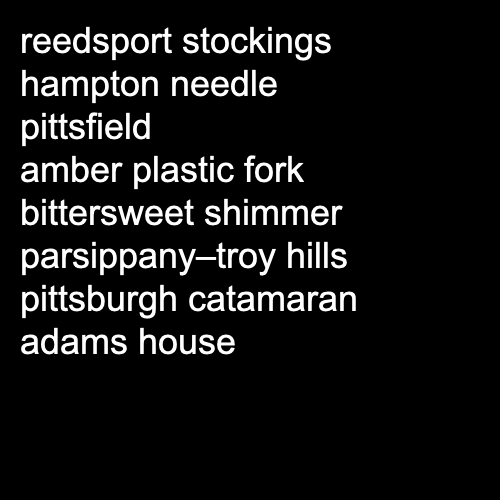 reedsport stockings
hampton needle
pittsfield
amber plastic fork
bittersweet shimmer
parsippany–troy hills
pittsburgh catamaran
adams house